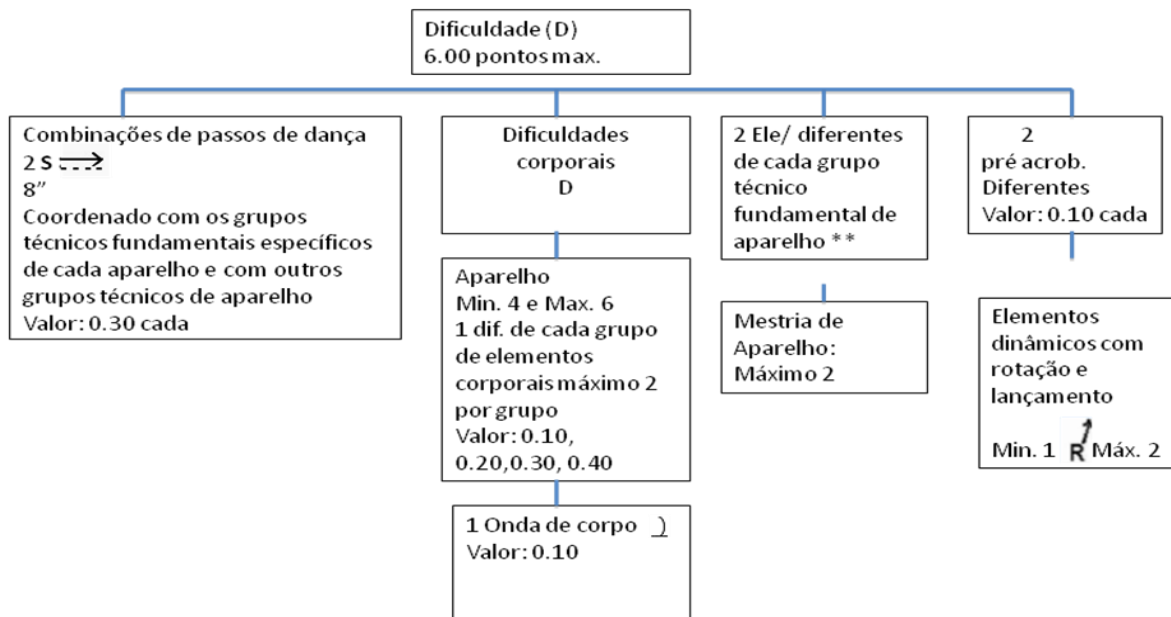 Dificuldade (D)
6.00 pontos max.
Combinações de passos de dança
2 S
8”
Coordenado com os grupos
técnicos fundamentais específicos
de cada aparelho e com outros
grupos técnicos de aparelho
Valor: 0.30 cada
Dificuldades
corporais
D
Aparelho
Min. 4 e Max. 6
1 dif. de cada grupo
de elementos
corporais máximo 2
por grupo
Valor: 0.10,
0.20,0.30, 0.40
1 Onda de corpo
Valor: 0.10
2 Ele/ diferentes
de cada grupo
técnico
fundamental de
aparelho **
Mestria de
Aparelho:
Máximo 2
2
pré acrob.
Diferentes
Valor: 0.10 cada
Elementos
dinâmicos com
rotação e
lançamento
Min. 1 R Máx. 2